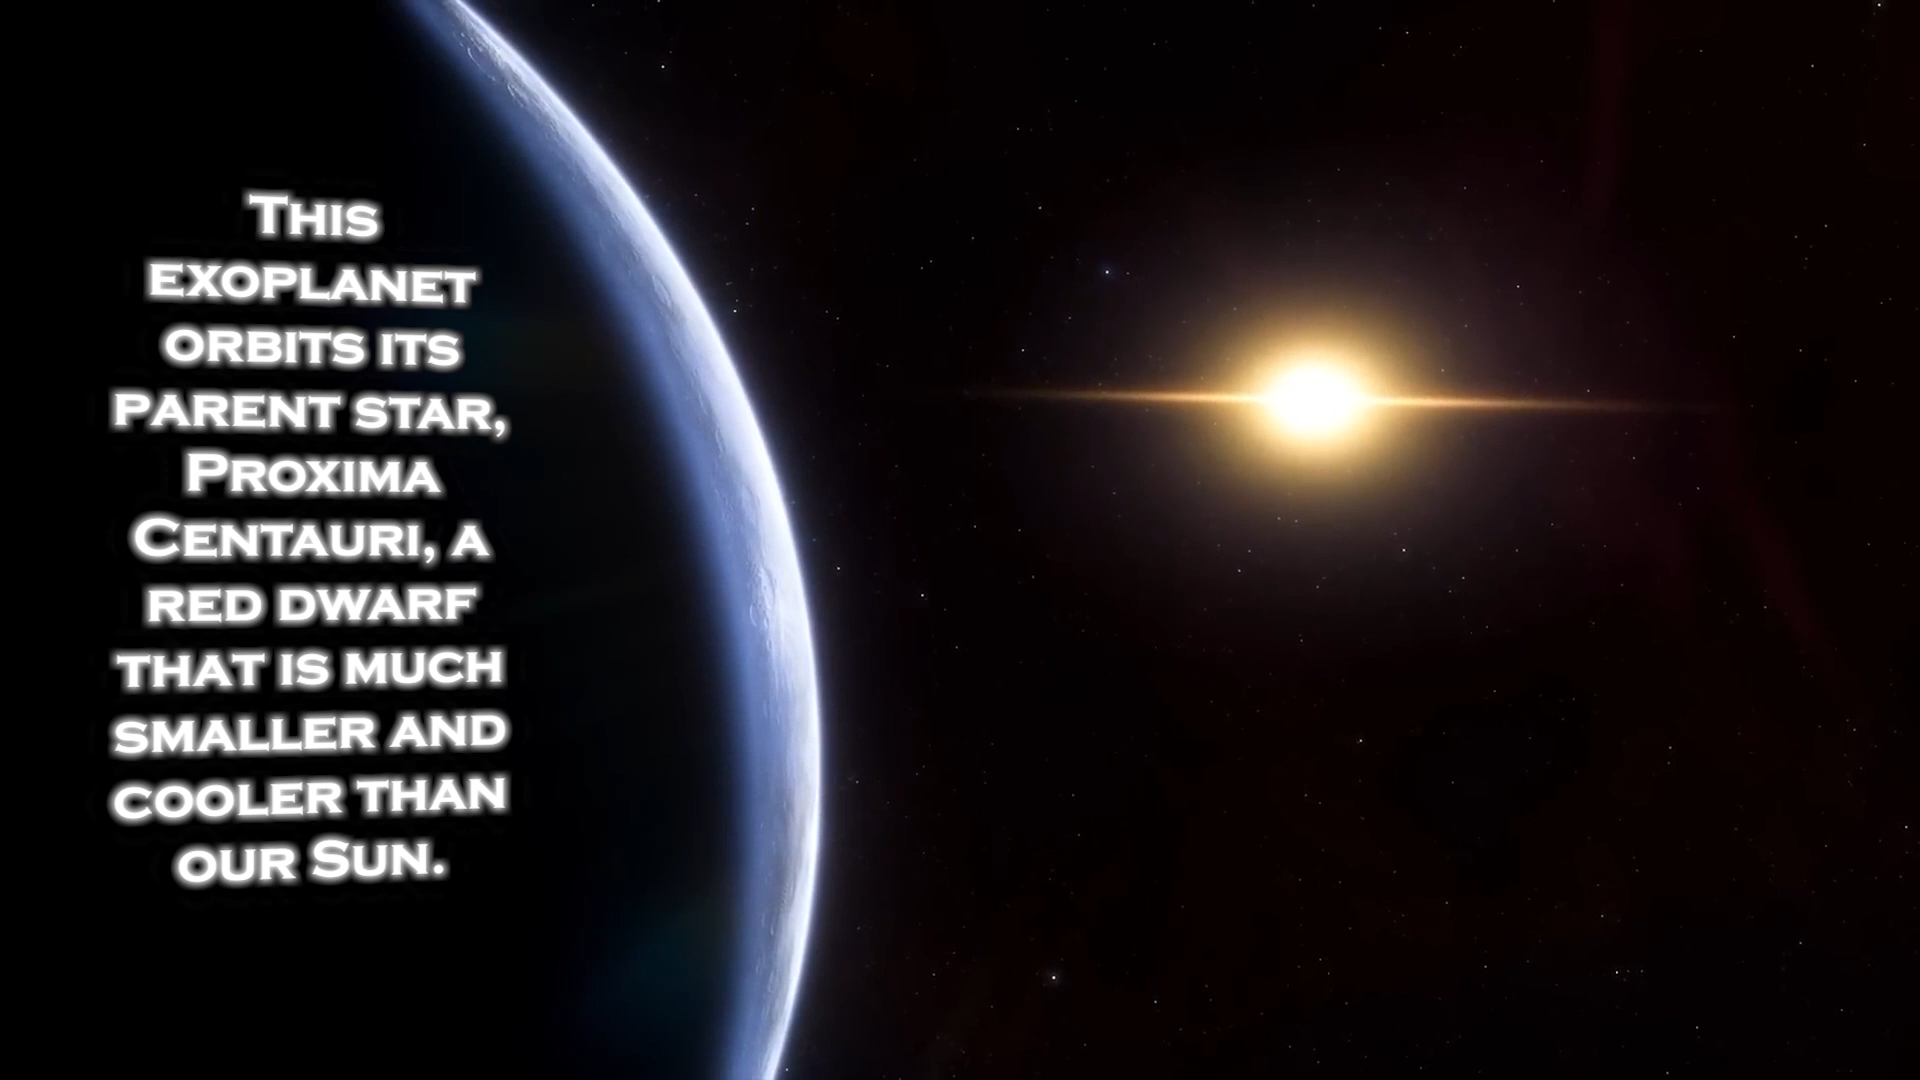 This
exoplanet
orbits its
parent star,
Proxima
Centauri, a
red dwarf
that is much
smaller and
cooler than
our Sun.